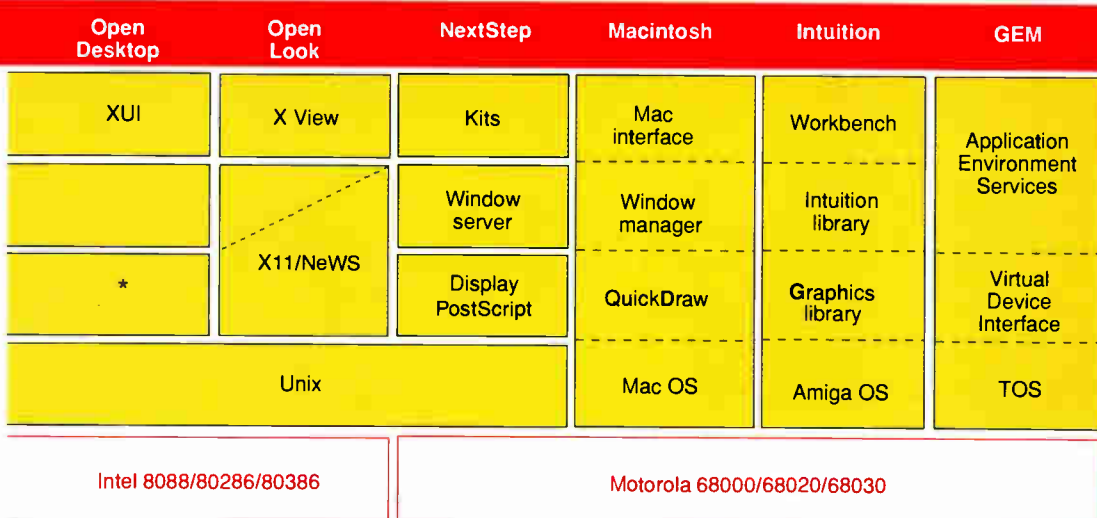 Open
Desktop
Open
Look
NextStep
Macintosh
Intuition
GEM
XUI
X View
Kits
Mac
interface
Workbench
Application
Environment
Services
Window
server
Window
manager
Intuition
library
*
X11/NeWS
Display
PostScript
QuickDraw
Graphics
library
Virtual
Device
Interface
Unix
Mac OS
Amiga OS
TOS
Intel 8088/80286/80386
Motorola 68000/68020/68030